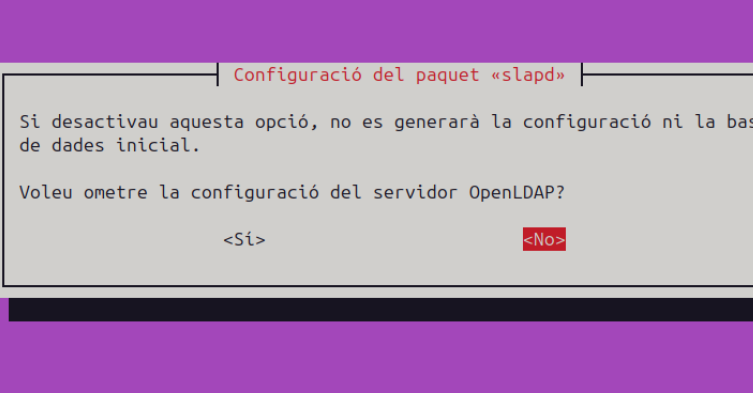 Configuració del paquet «slapd»
Si desactivau aquesta opció, no es generarà la configuració ni la
de dades inicial.
Voleu ometre la configuració del servidor OpenLDAP?
<Sí> <No>